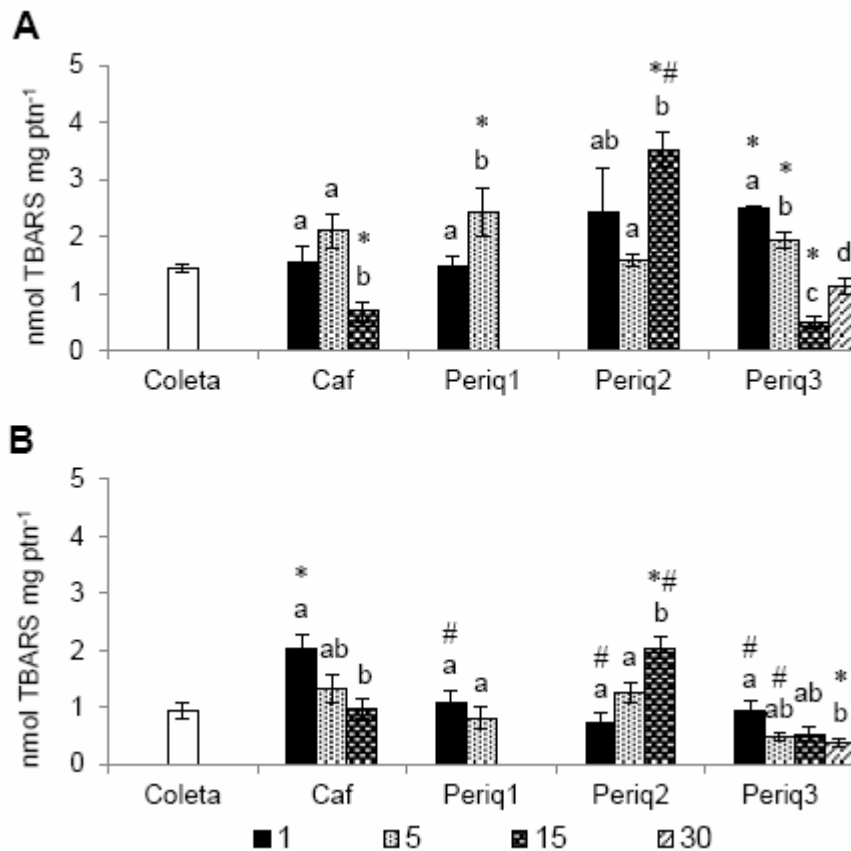 A
nmol TBARS mg ptn-1
5
4
3
2
1
0
a
a
*
b
a
*
b
ab
a
*#
b
*
a
*
b
*
c
d
Coleta Caf Periq1 Periq2 Periq3
B
nmol TBARS mg ptn-1
5
4
3
2
1
0
*
a
ab
b
#
a
a
#
a
a
*#
b
#
a
#
ab
ab
*
b
Coleta Caf Periq1 Periq2 Periq3
1 5 15 30